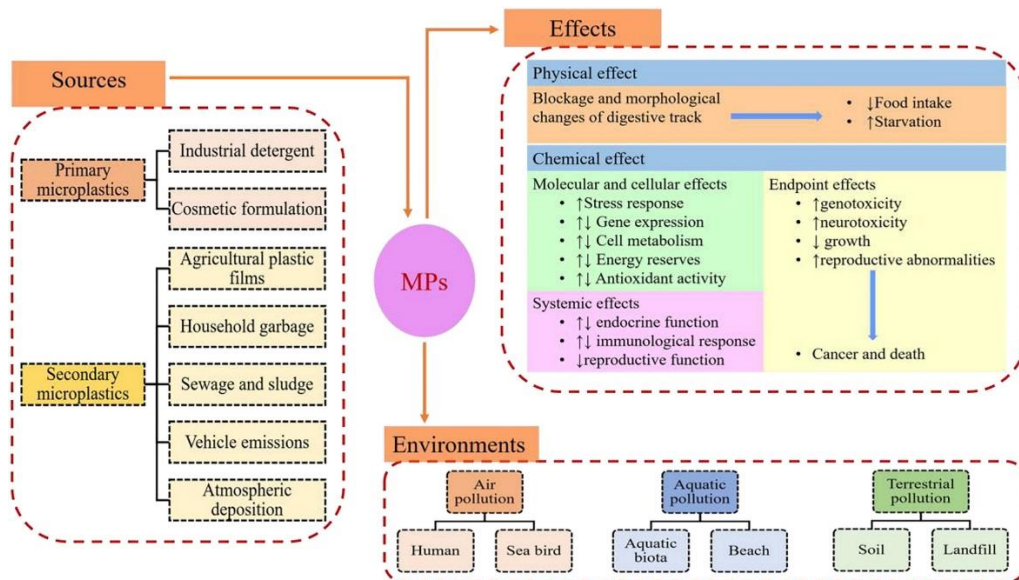 Sources
Primary
microplastics
Industrial detergent
Cosmetic formulation
Secondary
microplastics
Agricultural plastic
films
Household garbage
Sewage and sludge
Vehicle emissions
Atmospheric
deposition
MPs
Effects
Physical effect
Blockage and morphological
changes of digestive track
• ↓Food intake
• ↑Starvation
Chemical effect
Molecular and cellular effects
• ↑Stress response
• ↑↓ Gene expression
• ↑↓ Cell metabolism
• ↑↓ Energy reserves
• ↑↓ Antioxidant activity
Systemic effects
• ↑↓ endocrine function
• ↑↓ immunological response
• ↓reproductive function
Endpoint effects
• ↑genotoxicity
• ↑neurotoxicity
• ↓ growth
• ↑reproductive abnormalities
• Cancer and death
Environments
Air
pollution
Human
Sea bird
Aquatic
pollution
Aquatic
biota
Beach
Terrestrial
pollution
Soil
Landfill